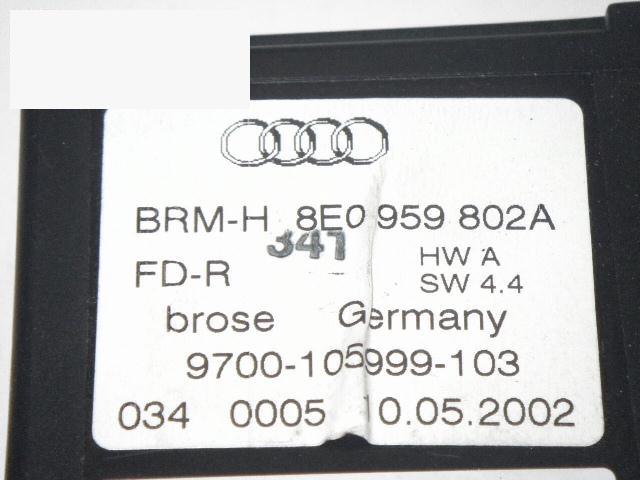 BRM-H 8E0 959 802A
347
FD-R HW A
SW 4.4
brose Germany
9700-105999-103
034 0005 0.05.2002